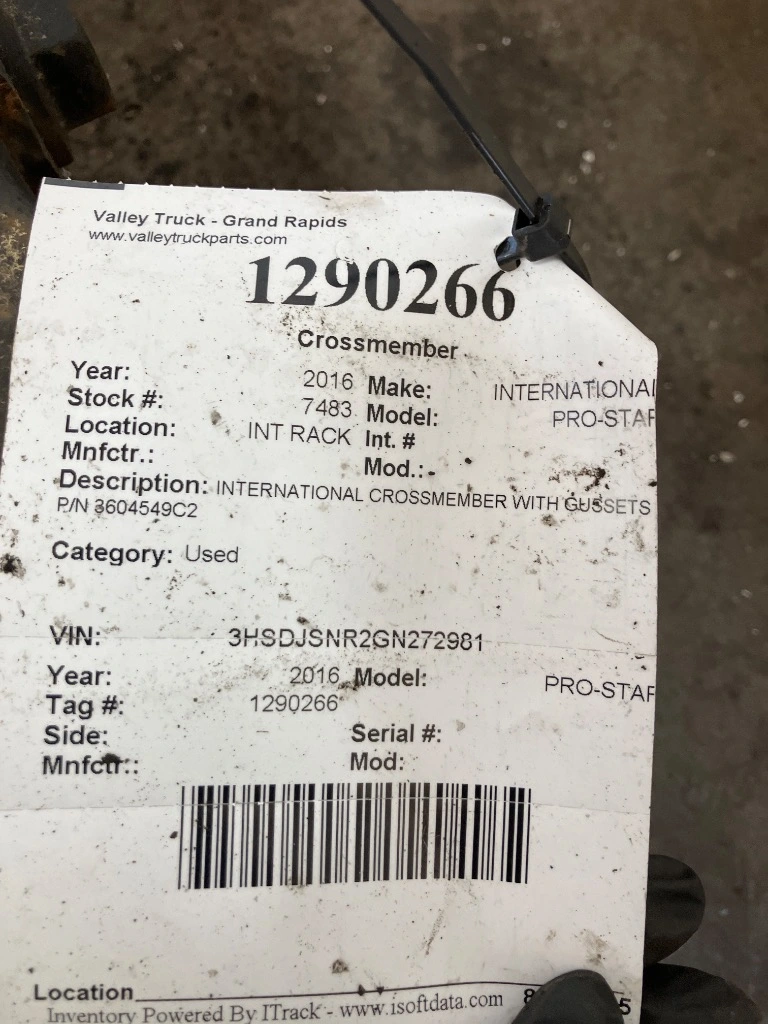 Valley Truck - Grand Rapids
www.valleytruckparts.com
1290266
Crossmember
Year: 2016 Make: INTERNATIONAL
Stock #: 7483 Model: PRO-STAR
Location: INT RACK Int. #
Mnfctr.: Mod.:-
Description: INTERNATIONAL CROSSMEMBER WITH GUSSETS
P/N 3604549C2
Category: Used
VIN: 3HSDJSNR2GN272981
Year: 2016 Model: PRO-STAR
Tag #: 1290266
Side: Serial #:
Mnfctr.: Mod:
Location
Inventory Powered By ITrack - www.isoftdata.com